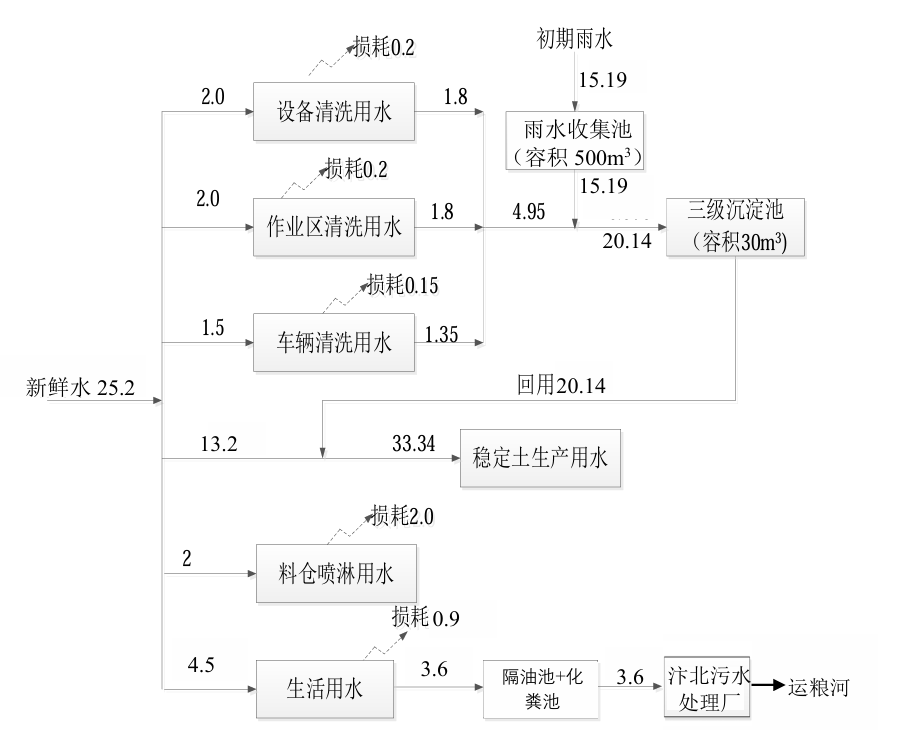 损耗0.2
初期雨水
2.0
设备清洗用水
1.8
15.19
雨水收集池
（容积 500m³）
损耗0.2
15.19
2.0
作业区清洗用水
1.8
4.95
20.14
三级沉淀池
（容积30m³)
损耗0.15
1.5
车辆清洗用水
1.35
新鲜水 25.2
回用20.14
13.2
33.34
稳定土生产用水
损耗2.0
2
料仓喷淋用水
损耗0.9
4.5
生活用水
3.6
隔油池+化
粪池
3.6
汴北污水
处理厂
运粮河